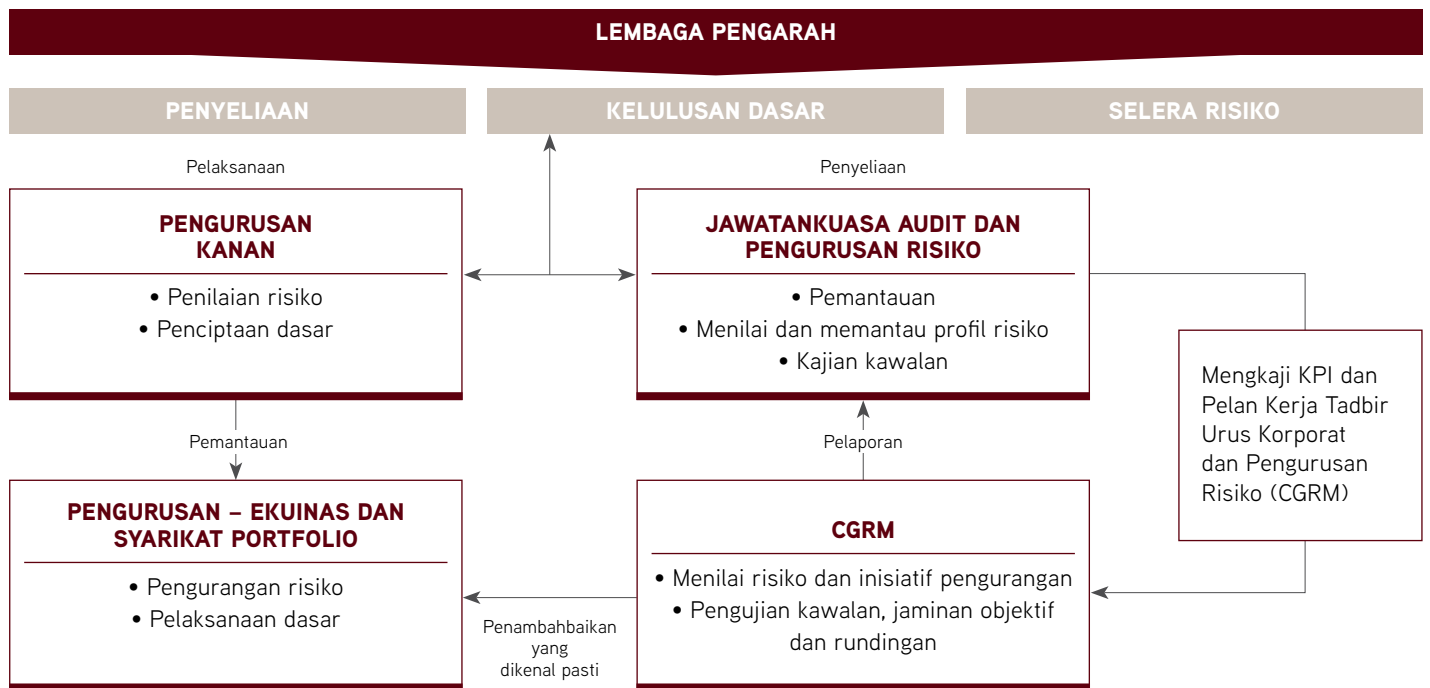 LEMBAGA PENGARAH
PENYELIAAN
KELULUSAN DASAR
SELERA RISIKO
Pelaksanaan
PENGURUSAN
KANAN
• Penilaian risiko
• Penciptaan dasar
Penyeliaan
JAWATANKUASA AUDIT DAN
PENGURUSAN RISIKO
• Pemantauan
• Menilai dan memantau profil risiko
• Kajian kawalan
Mengkaji KPI dan
Pelan Kerja Tadbir
Urus Korporat
dan Pengurusan
Risiko (CGRM)
Pemantauan
Pelaporan
PENGURUSAN – EKUINAS DAN
SYARIKAT PORTFOLIO
• Pengurangan risiko
• Pelaksanaan dasar
Penambahbaikan
yang
dikenal pasti
CGRM
• Menilai risiko dan inisiatif pengurangan
• Pengujian kawalan, jaminan objektif
dan rundingan